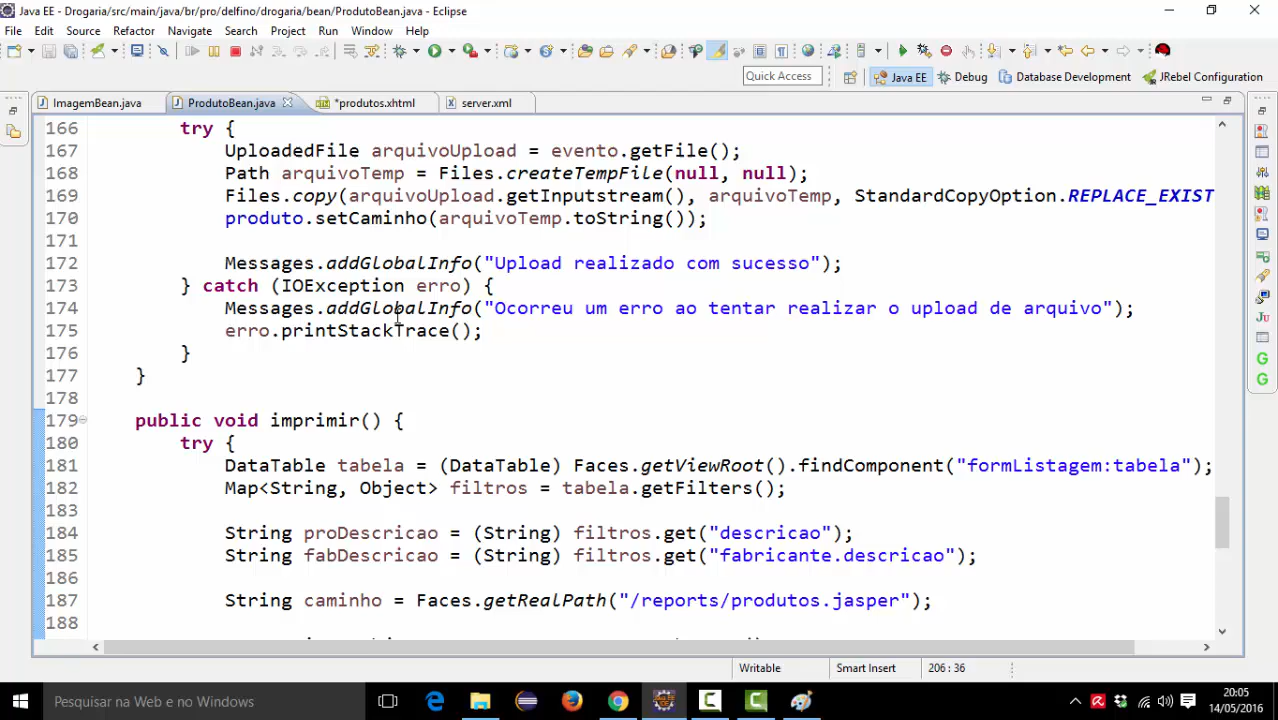 Java EE - Drogaria/src/main/java/br/pro/delfino/drogaria/bean/ProdutoBean.java - Eclipse
File Edit Source Refactor Navigate Search Project Run Window Help
Quick Access Java EE Debug Database Development JRebel Configuration
ImagemBean.java ProdutoBean.java *produtos.xhtml server.xml
166 try {
167 UploadedFile arquivoUpload = evento.getFile();
168 Path arquivoTemp = Files.createTempFile(null, null);
169 Files.copy(arquivoUpload.getInputstream(), arquivoTemp, StandardCopyOption.REPLACE_EXIST
170 produto.setCaminho(arquivoTemp.toString());
171
172 Messages.addGlobalInfo("Upload realizado com sucesso");
173 } catch (IOException erro) {
174 Messages.addGlobalInfo("Ocorreu um erro ao tentar realizar o upload de arquivo");
175 erro.printStackTrace();
176 }
177 }
178
179 public void imprimir() {
180 try {
181 DataTable tabela = (DataTable) Faces.getViewRoot().findComponent("formListagem:tabela");
182 Map<String, Object> filtros = tabela.getFilters();
183
184 String proDescricao = (String) filtros.get("descricao");
185 String fabDescricao = (String) filtros.get("fabricante.descricao");
186
187 String caminho = Faces.getRealPath("/reports/produtos.jasper");
188
Writable Smart Insert 206 : 36
Pesquisar na Web e no Windows
20:05
14/05/2016